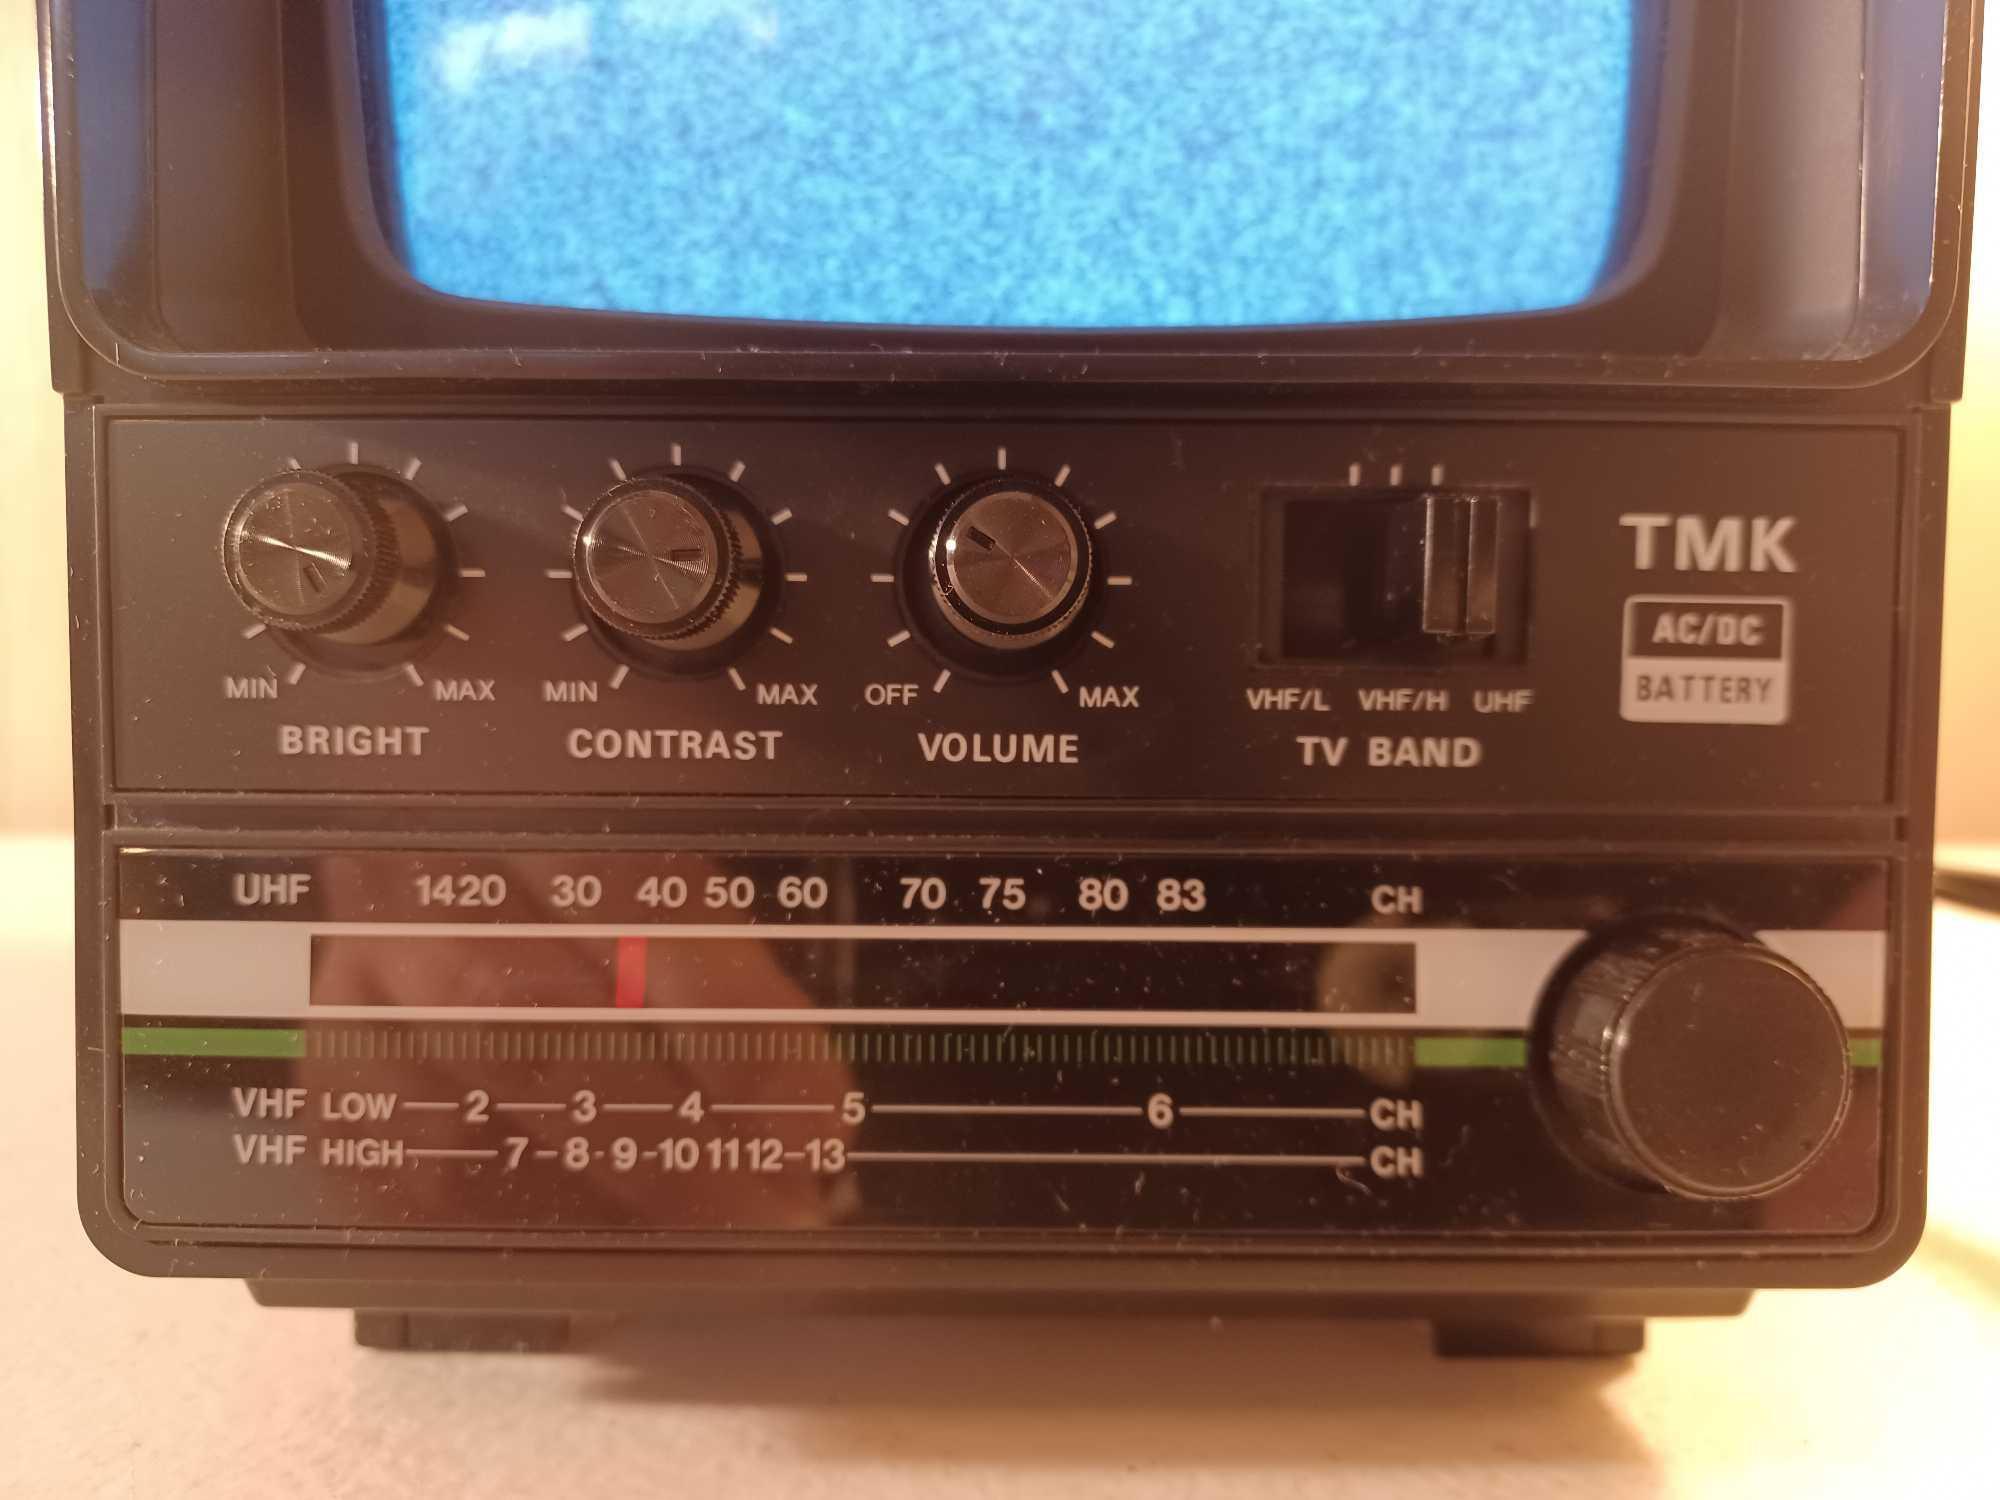 MIN MAX MIN MAX OFF MAX VHF/L VHF/H UHF
BRIGHT CONTRAST VOLUME TV BAND
TMK
AC/DC
BATTERY
UHF 1420 30 40 50 60 70 75 80 83 CH
VHF LOW 2 3 4 5 6 CH
VHF HIGH 7 8 9 10 11 12 13 CH